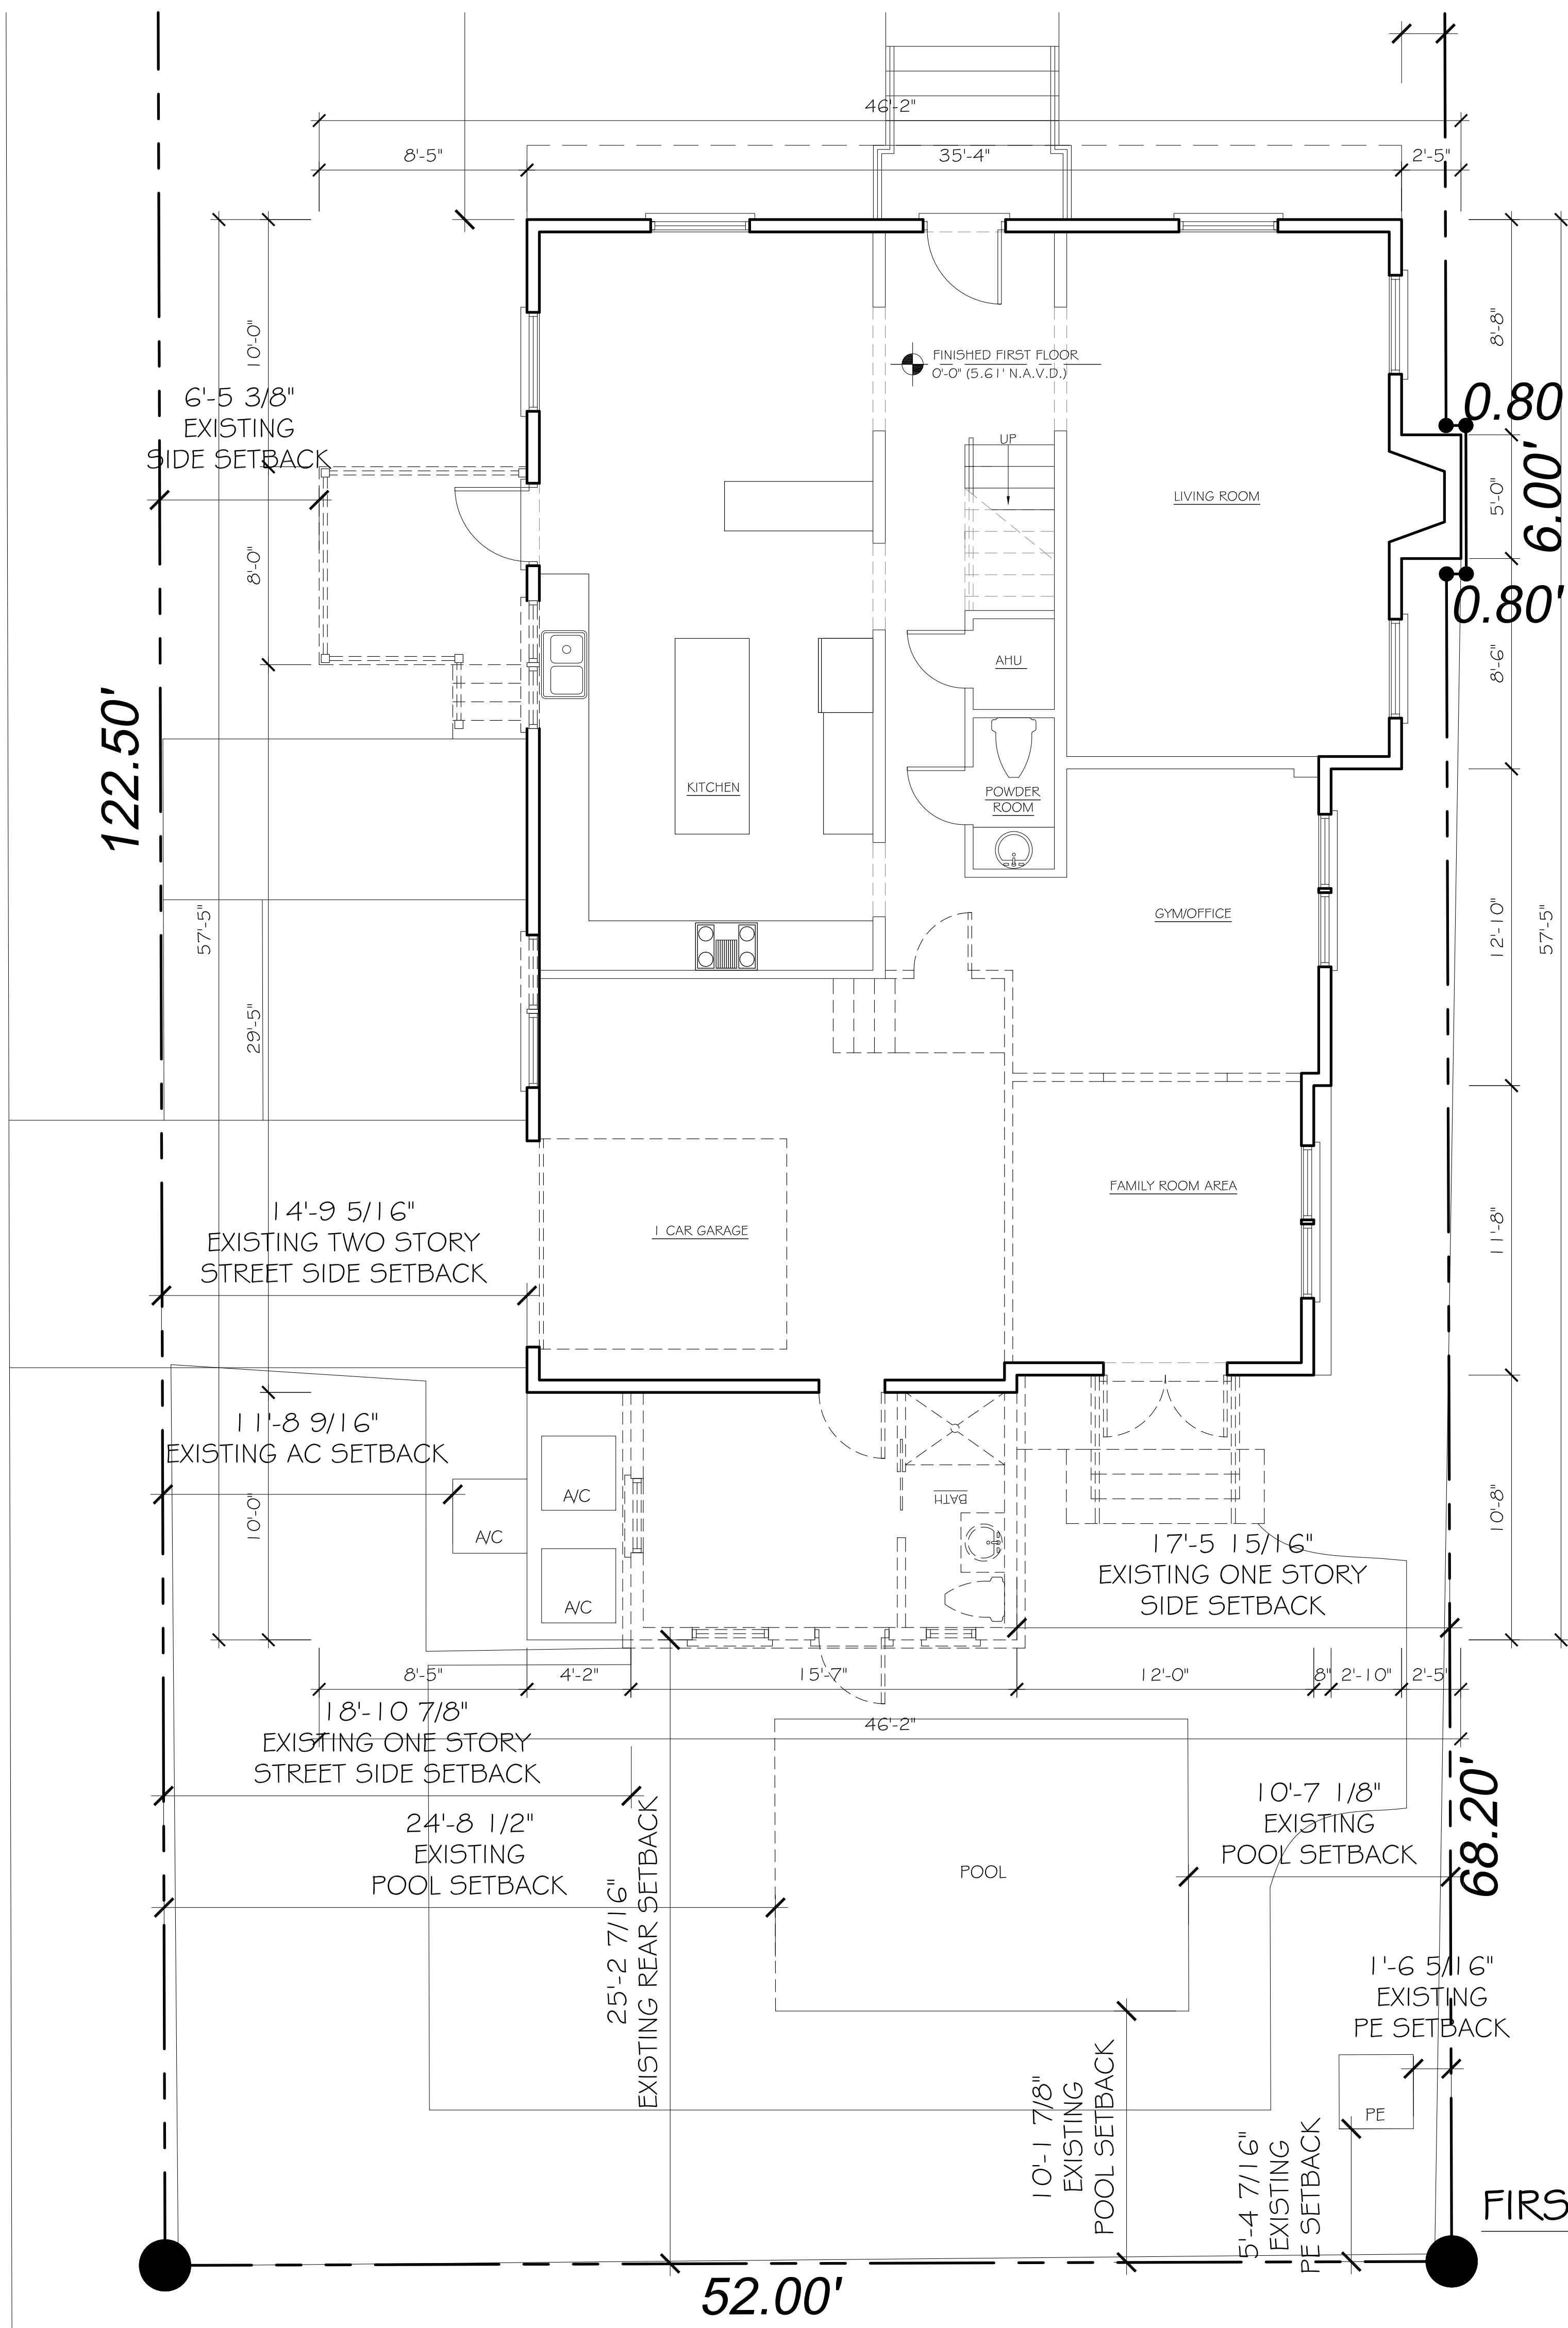 46'-2"
8'-5"
35'-4"
2'-5"
10'-0"
8'-8"
FINISHED FIRST FLOOR
0'-0" (5.61' N.A.V.D.)
6'-5 3/8"
EXISTING
SIDE SETBACK
0.80
UP
LIVING ROOM
5'-0"
6.00'
8'-0"
0.80'
AHU
8'-6"
122.50'
KITCHEN
POWDER
ROOM
GYM/OFFICE
57'-5"
12'-10"
57'-5"
29'-5"
FAMILY ROOM AREA
14'-9 5/16"
EXISTING TWO STORY
STREET SIDE SETBACK
1 CAR GARAGE
11'-8"
11'-8 9/16"
EXISTING AC SETBACK
10'-0"
A/C
A/C
A/C
BATH
10'-8"
17'-5 15/16"
EXISTING ONE STORY
SIDE SETBACK
8'-5"
4'-2"
15'-7"
12'-0"
8"
2'-10"
2'-5"
46'-2"
18'-10 7/8"
EXISTING ONE STORY
STREET SIDE SETBACK
24'-8 1/2"
EXISTING
POOL SETBACK
10'-7 1/8"
EXISTING
POOL SETBACK
68.20'
POOL
25'-2 7/16"
EXISTING REAR SETBACK
1'-6 5/16"
EXISTING
PE SETBACK
PE
10'-1 7/8"
EXISTING
POOL SETBACK
5'-4 7/16"
EXISTING
PE SETBACK
FIRS
52.00'